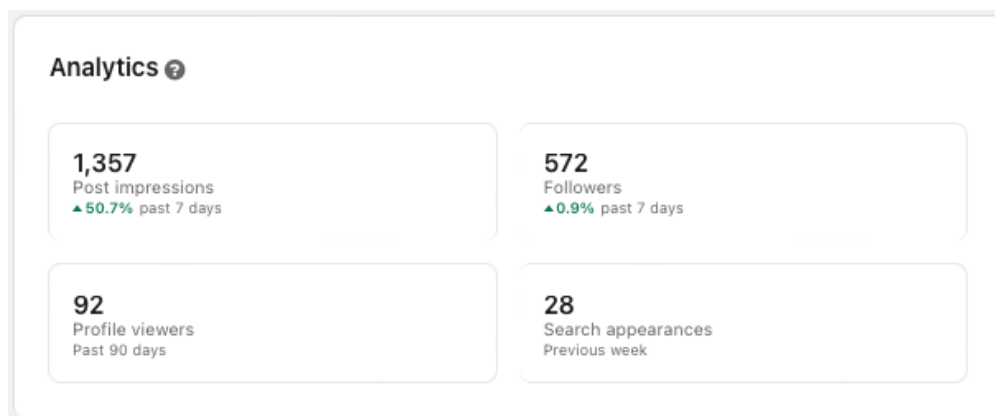 Analytics ?
1,357
Post impressions
▲50.7% past 7 days
572
Followers
▲0.9% past 7 days
92
Profile viewers
Past 90 days
28
Search appearances
Previous week